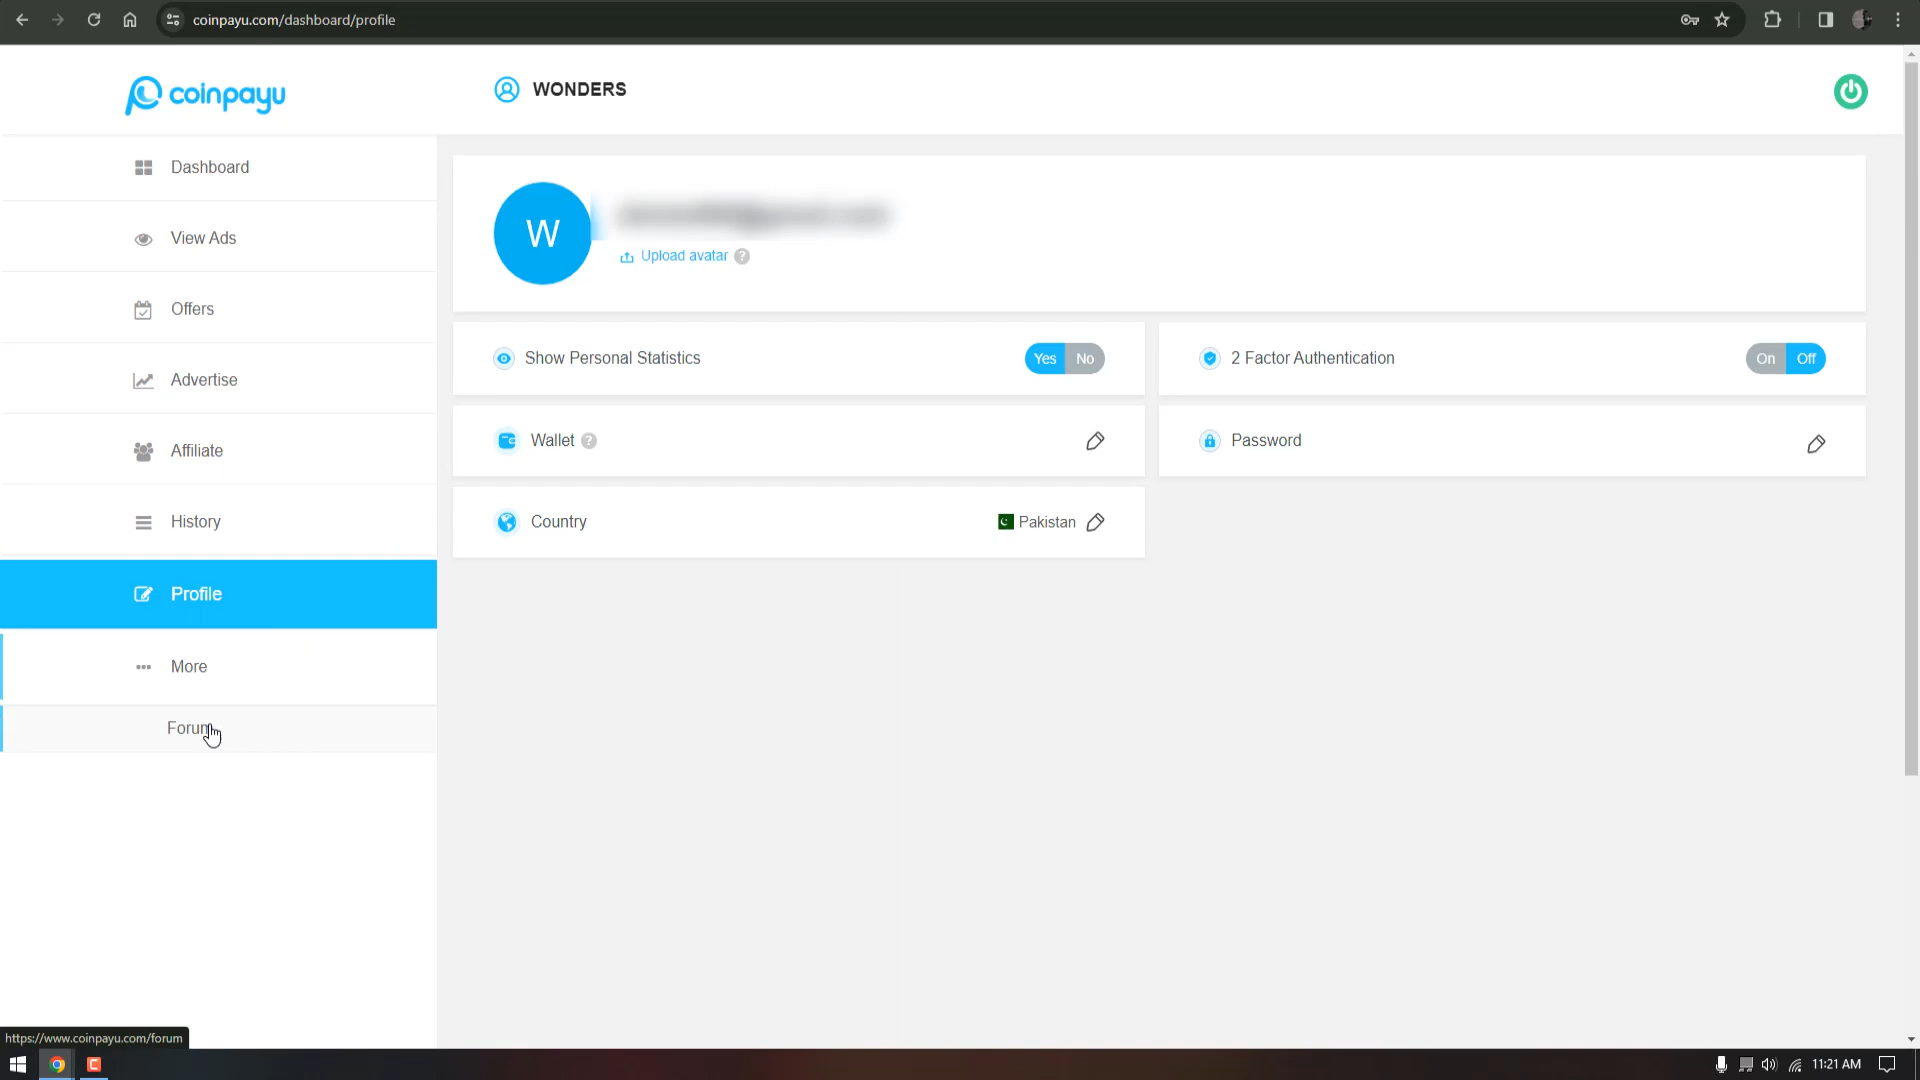 coinpayu.com/dashboard/profile
coinpayu
WONDERS
Dashboard
View Ads
Offers
Advertise
Affiliate
History
Profile
More
Forum
W
Upload avatar ?
Show Personal Statistics
Yes No
2 Factor Authentication
On Off
Wallet ?
Password
Country
Pakistan
https://www.coinpayu.com/forum
11:21 AM